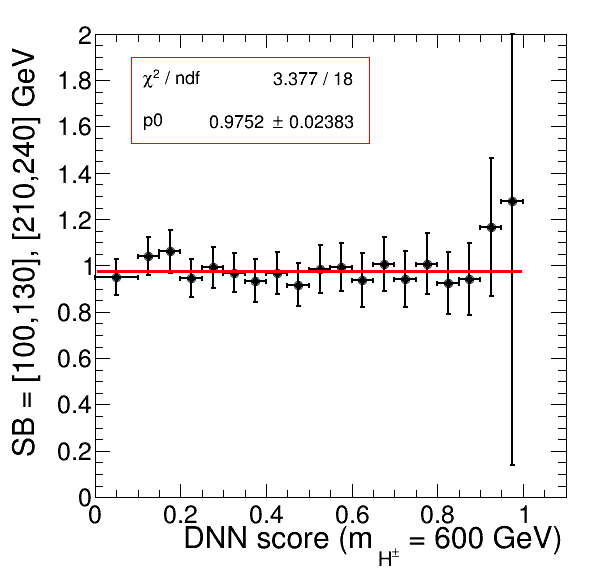 SB = [100,130], [210,240] GeV
χ² / ndf 3.377 / 18
p0 0.9752 ± 0.02383
2
1.8
1.6
1.4
1.2
1
0.8
0.6
0.4
0.2
0
0 0.2 0.4 0.6 0.8 1
DNN score (m_H± = 600 GeV)